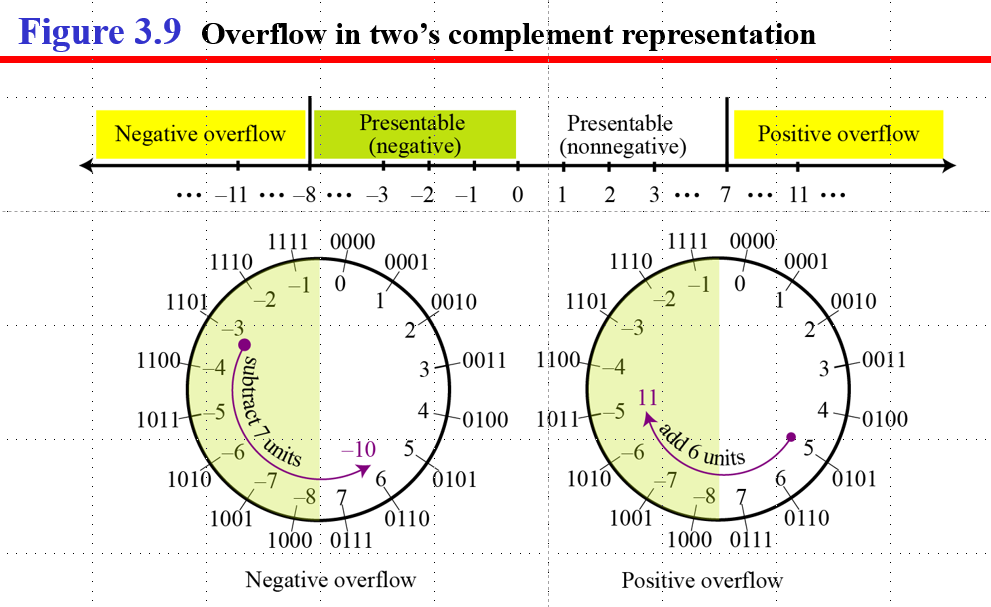 Figure 3.9 Overflow in two’s complement representation
Negative overflow
Presentable
(negative)
Presentable
(nonnegative)
Positive overflow
••• –11 ••• –8 ••• –3 –2 –1 0 1 2 3 ••• 7 ••• 11 •••
1111 0000
1110 0001
1101 0010
1100 0011
1011 0100
1010 0101
1001 0110
1000 0111
–1 0
–2 1
–3 2
–4 3
–5 4
–6 5
–7 6
–8 7
subtract 7 units
–10
Negative overflow
1111 0000
1110 0001
1101 0010
1100 0011
1011 0100
1010 0101
1001 0110
1000 0111
–1 0
–2 1
–3 2
–4 3
–5 4
–6 5
–7 6
–8 7
11
add 6 units
Positive overflow